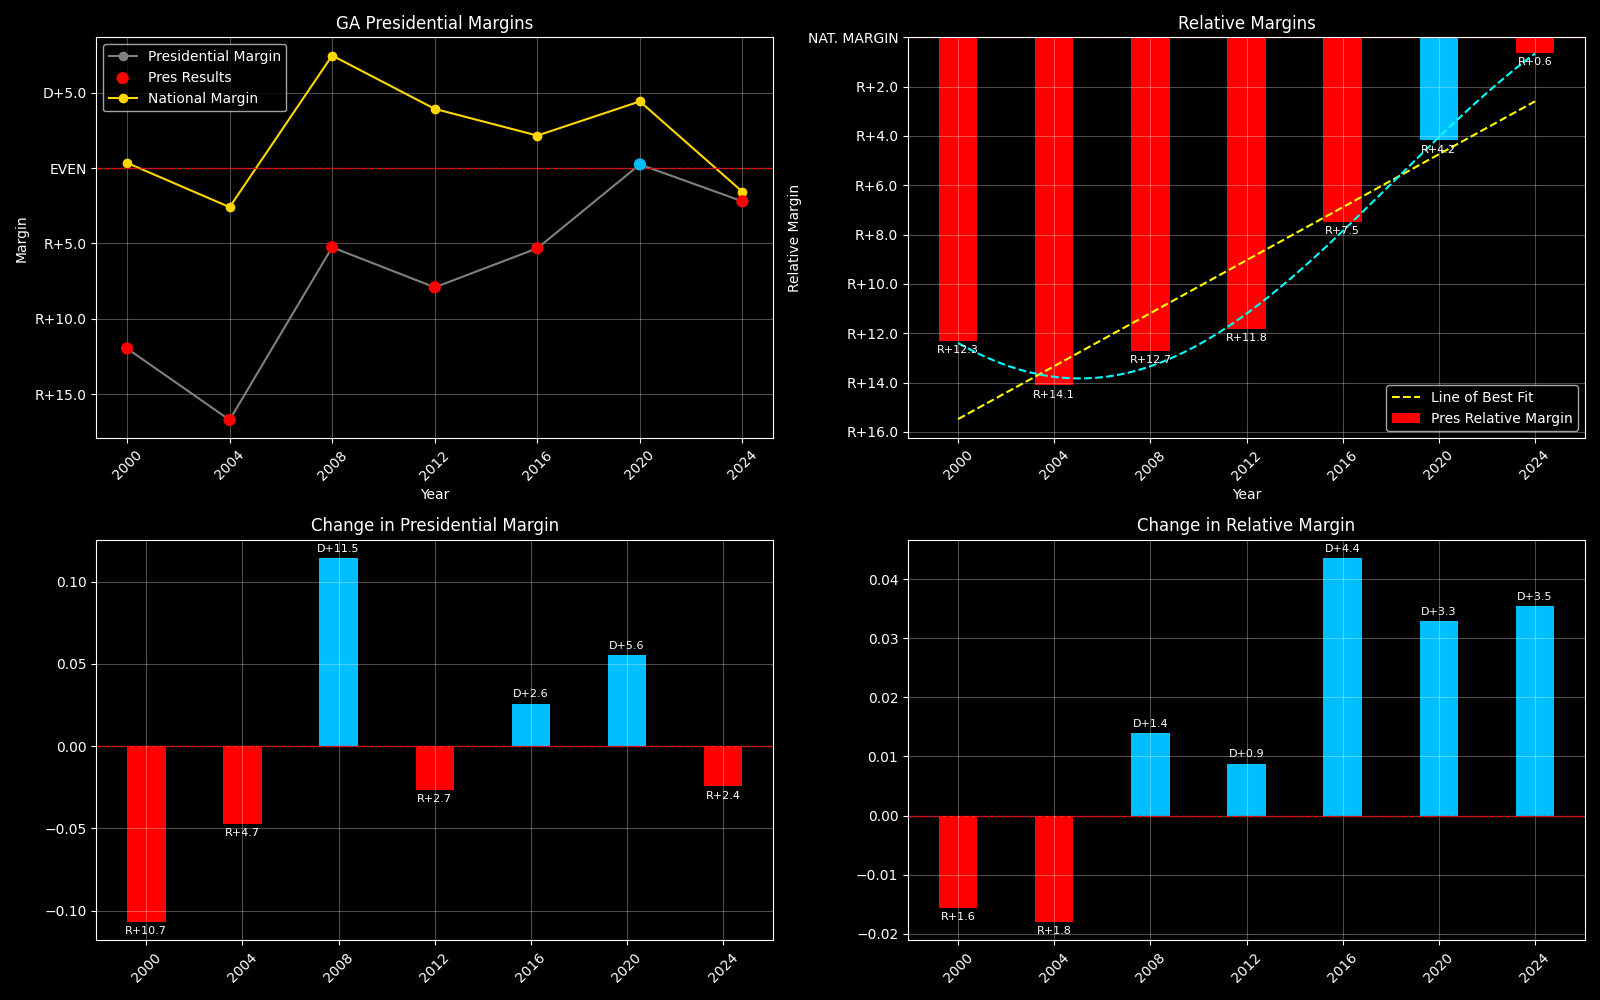 GA Presidential Margins
Presidential Margin
Pres Results
National Margin
D+5.0
EVEN
R+5.0
R+10.0
R+15.0
Margin
2000
2004
2008
2012
2016
2020
2024
Year
Relative Margins
NAT. MARGIN
R+2.0
R+4.0
R+6.0
R+8.0
R+10.0
R+12.0
R+14.0
R+16.0
Relative Margin
R+12.3
R+14.1
R+12.7
R+11.8
R+7.5
R+4.2
R+0.6
Line of Best Fit
Pres Relative Margin
2000
2004
2008
2012
2016
2020
2024
Year
Change in Presidential Margin
0.10
0.05
0.00
−0.05
−0.10
R+10.7
R+4.7
D+11.5
R+2.7
D+2.6
D+5.6
R+2.4
2000
2004
2008
2012
2016
2020
2024
Change in Relative Margin
0.04
0.03
0.02
0.01
0.00
−0.01
−0.02
R+1.6
R+1.8
D+1.4
D+0.9
D+4.4
D+3.3
D+3.5
2000
2004
2008
2012
2016
2020
2024